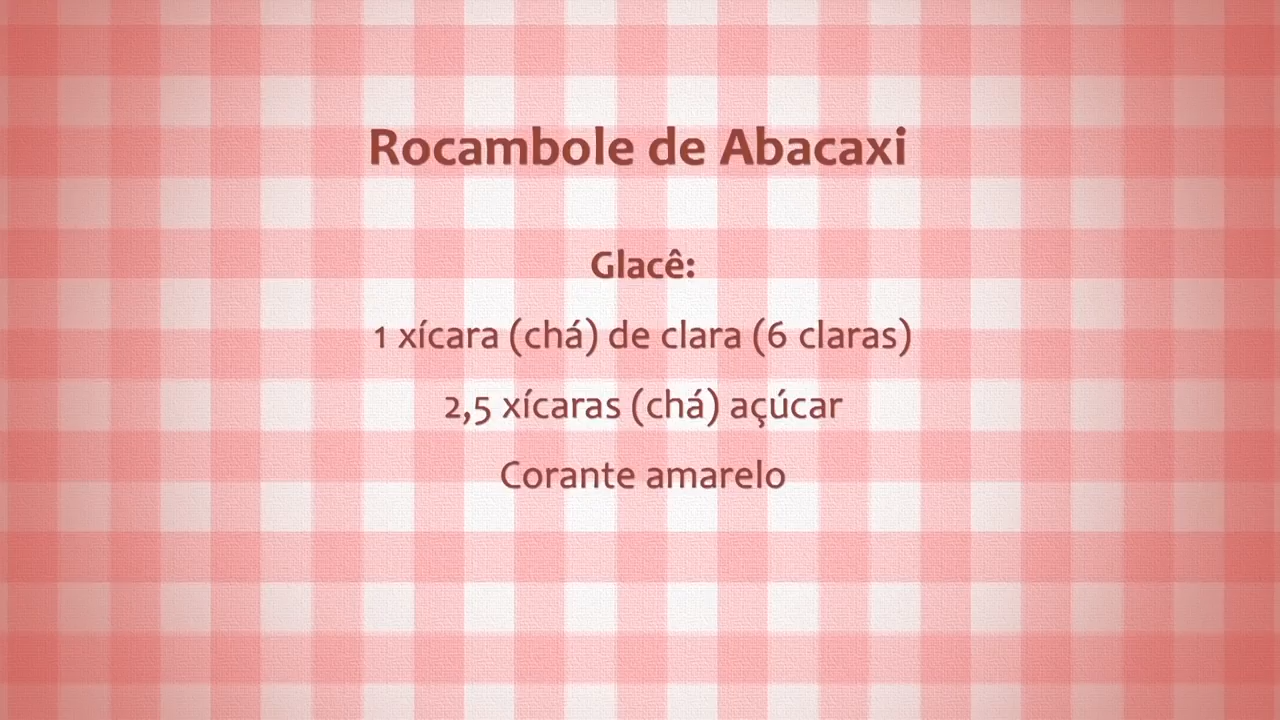 Rocambole de Abacaxi
Glacê:
1 xícara (chá) de clara (6 claras)
2,5 xícaras (chá) açúcar
Corante amarelo